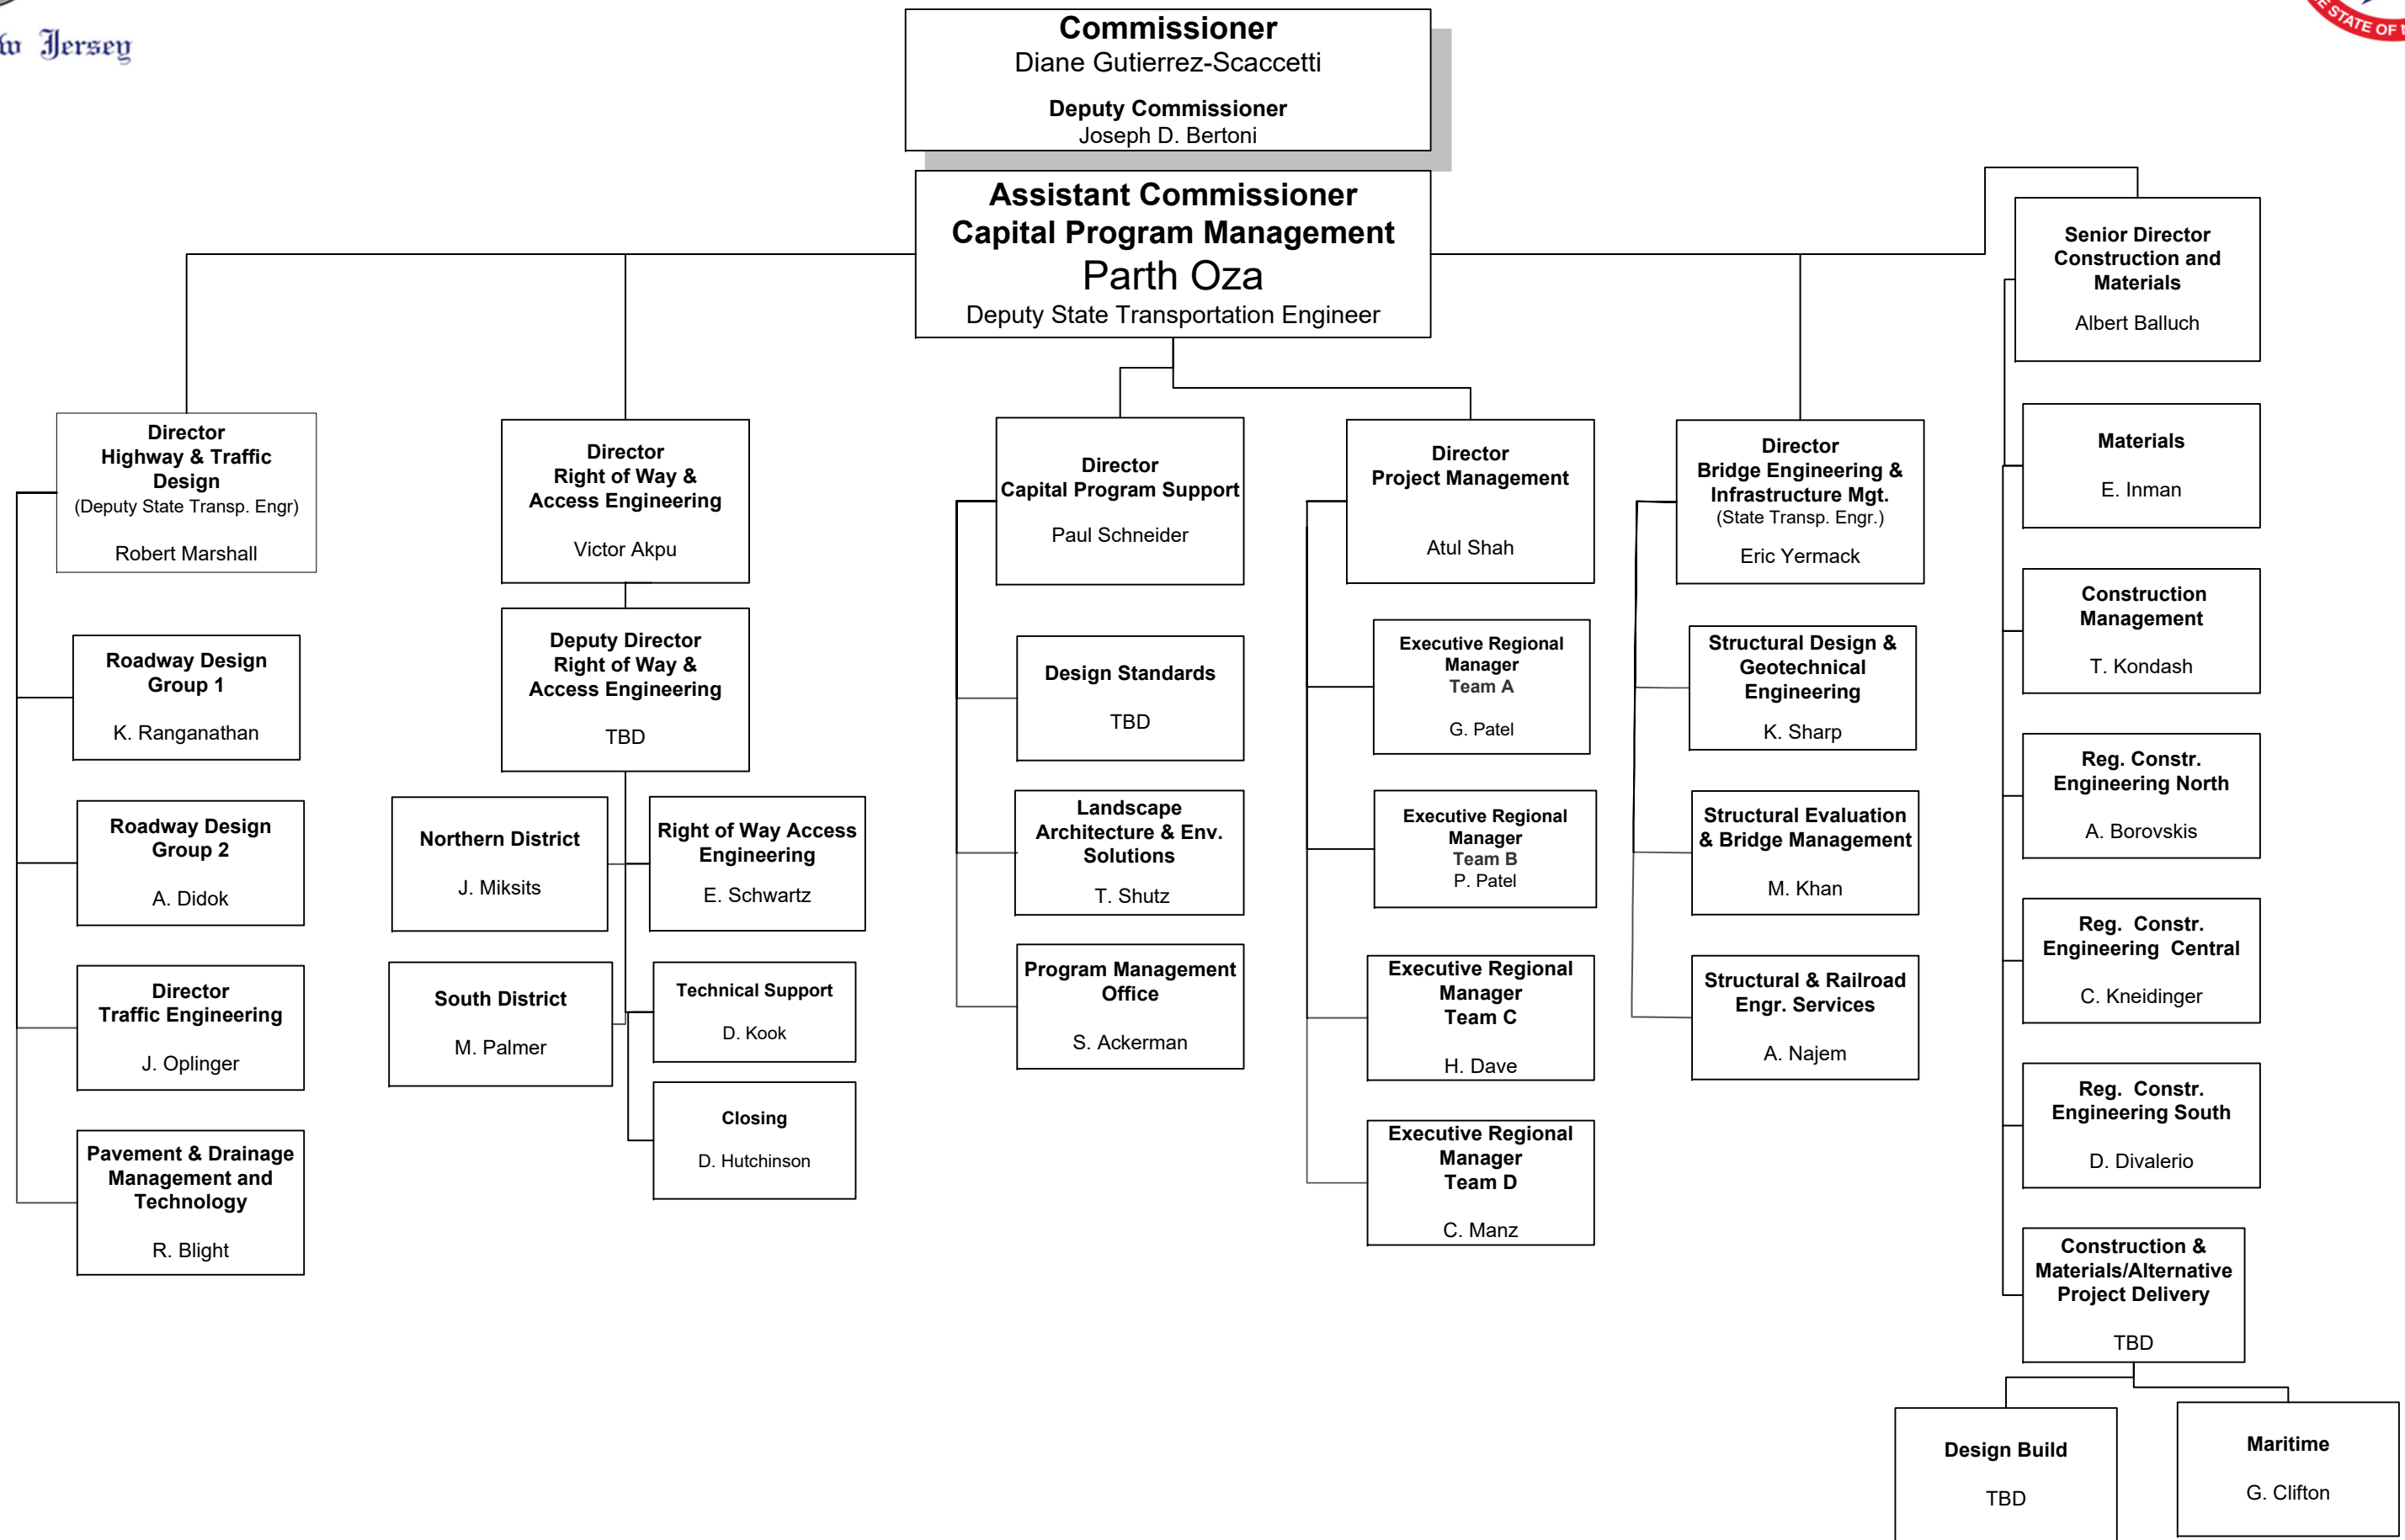 Jersey
STATE OF
Commissioner
Diane Gutierrez-Scaccetti
Deputy Commissioner
Joseph D. Bertoni
Assistant Commissioner
Capital Program Management
Parth Oza
Deputy State Transportation Engineer
Senior Director
Construction and
Materials
Albert Balluch
Director
Highway & Traffic
Design
(Deputy State Transp. Engr)
Robert Marshall
Director
Right of Way &
Access Engineering
Victor Akpu
Director
Capital Program Support
Paul Schneider
Director
Project Management
Atul Shah
Director
Bridge Engineering &
Infrastructure Mgt.
(State Transp. Engr.)
Eric Yermack
Materials
E. Inman
Roadway Design
Group 1
K. Ranganathan
Deputy Director
Right of Way &
Access Engineering
TBD
Design Standards
TBD
Executive Regional
Manager
Team A
G. Patel
Structural Design &
Geotechnical
Engineering
K. Sharp
Construction
Management
T. Kondash
Roadway Design
Group 2
A. Didok
Northern District
J. Miksits
Right of Way Access
Engineering
E. Schwartz
Landscape
Architecture & Env.
Solutions
T. Shutz
Executive Regional
Manager
Team B
P. Patel
Structural Evaluation
& Bridge Management
M. Khan
Reg. Constr.
Engineering North
A. Borovskis
Director
Traffic Engineering
J. Oplinger
South District
M. Palmer
Technical Support
D. Kook
Program Management
Office
S. Ackerman
Executive Regional
Manager
Team C
H. Dave
Structural & Railroad
Engr. Services
A. Najem
Reg. Constr.
Engineering Central
C. Kneidinger
Pavement & Drainage
Management and
Technology
R. Blight
Closing
D. Hutchinson
Executive Regional
Manager
Team D
C. Manz
Reg. Constr.
Engineering South
D. Divalerio
Construction &
Materials/Alternative
Project Delivery
TBD
Design Build
TBD
Maritime
G. Clifton